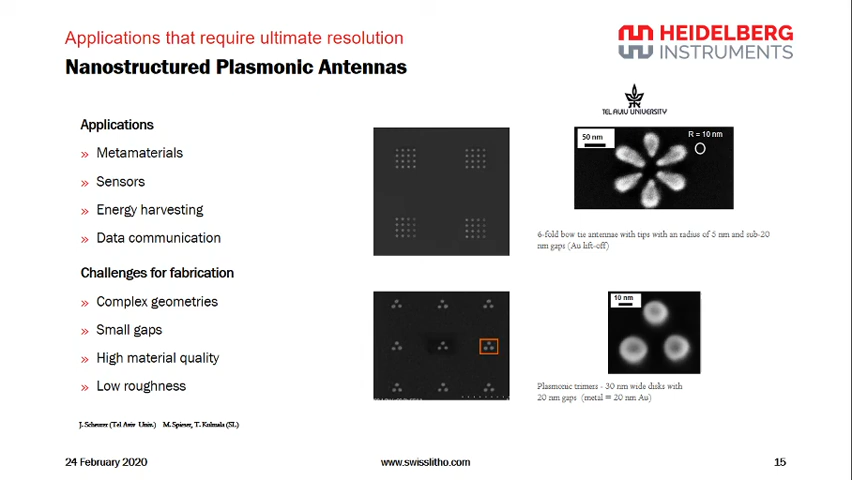 Applications that require ultimate resolution
Nanostructured Plasmonic Antennas
HEIDELBERG
INSTRUMENTS
Applications
» Metamaterials
» Sensors
» Energy harvesting
» Data communication
Challenges for fabrication
» Complex geometries
» Small gaps
» High material quality
» Low roughness
J. Scheuer (Tel Aviv Univ.) M. Spieser, T. Kulmala (SL)
TEL AVIV UNIVERSITY
50 nm
R = 10 nm
6-fold bow tie antennae with tips with an radius of 5 nm and sub-20
nm gaps (Au lift-off)
10 nm
Plasmonic trimers - 30 nm wide disks with
20 nm gaps (metal = 20 nm Au)
24 February 2020
www.swisslitho.com
15